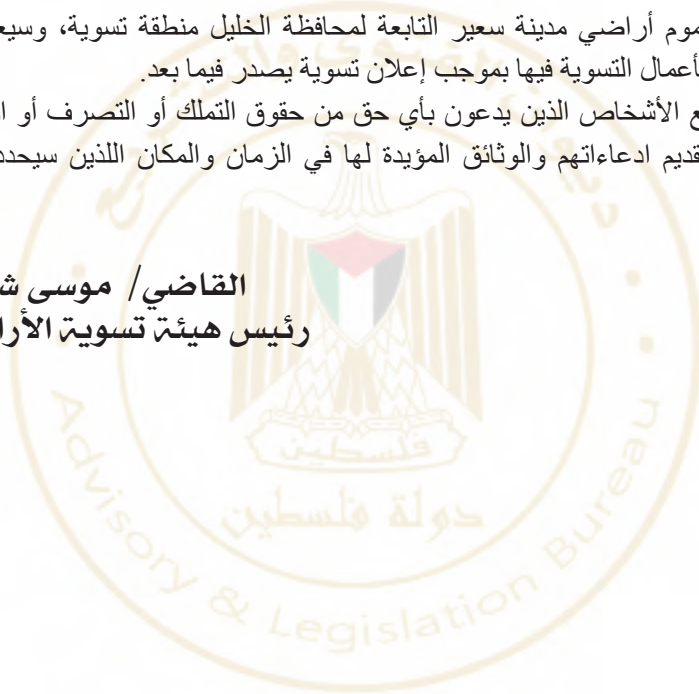 موم أراضي مدينة سعير التابعة لمحافظة الخليل منطقة تسوية، وسيع
أعمال التسوية فيها بموجب إعلان تسوية يصدر فيما بعد.
ع الأشخاص الذين يدعون بأي حق من حقوق التملك أو التصرف أو ا
قديم ادعاءاتهم والوثائق المؤيدة لها في الزمان والمكان اللذين سيحدد
القاضي/ موسى ش
رئيس هيئة تسوية الأرا
فلسطين
دولة فلسطين
Advisory & Legislation Bureau